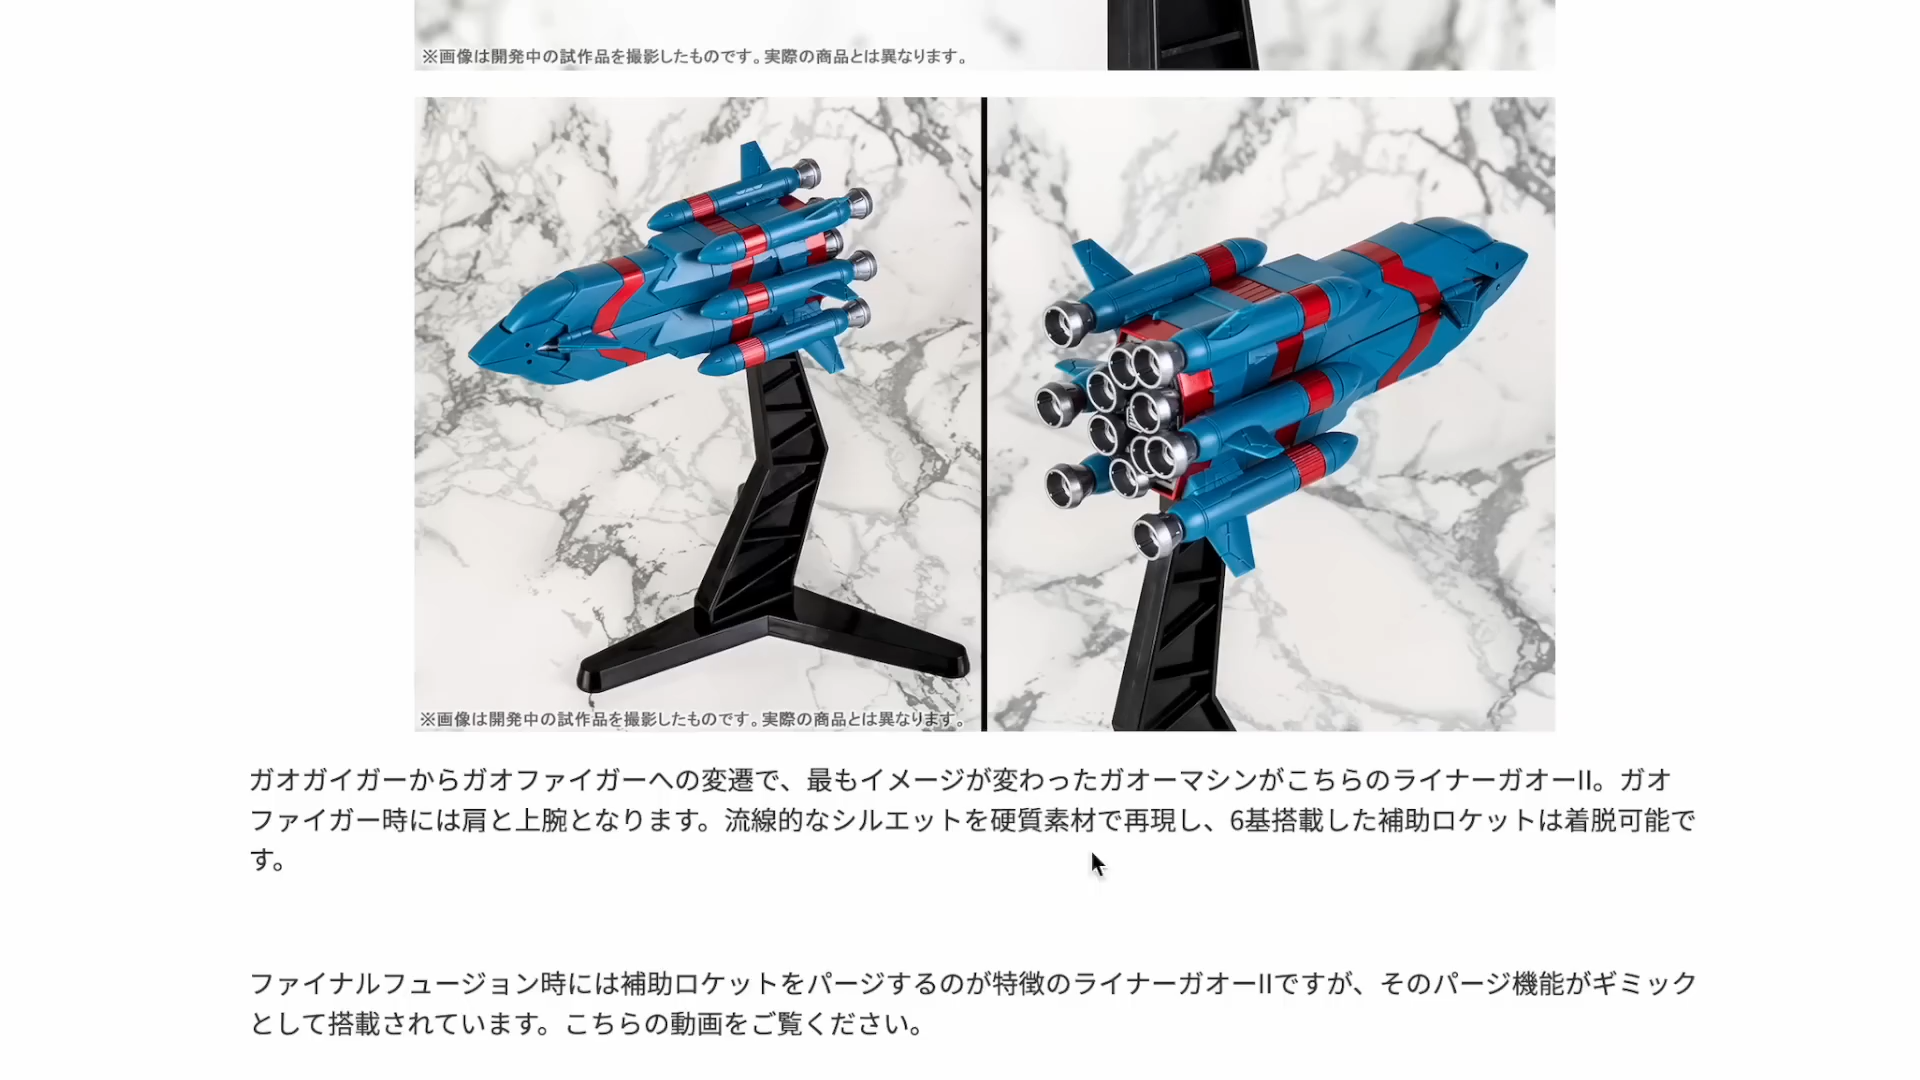 ※画像は開発中の試作品を撮影したものです。実際の商品とは異なります。
※画像は開発中の試作品を撮影したものです。実際の商品とは異なります。
ガオガイガーからガオファイガーへの変遷で、最もイメージが変わったガオーマシンがこちらのライナーガオーII。ガオ
ファイガー時には肩と上腕となります。流線的なシルエットを硬質素材で再現し、6基搭載した補助ロケットは着脱可能で
す。
ファイナルフュージョン時には補助ロケットをパージするのが特徴のライナーガオーIIですが、そのパージ機能がギミック
として搭載されています。こちらの動画をご覧ください。